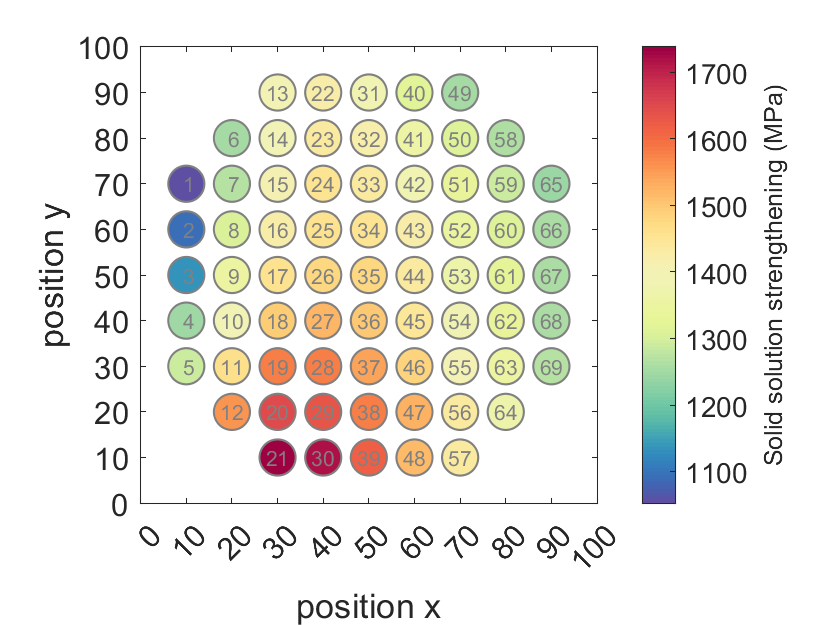 100
90
80
70
60
50
40
30
20
10
0
13 22 31 40 49
6 14 23 32 41 50 58
1 7 15 24 33 42 51 59 65
2 8 16 25 34 43 52 60 66
3 9 17 26 35 44 53 61 67
4 10 18 27 36 45 54 62 68
5 11 19 28 37 46 55 63 69
12 20 29 38 47 56 64
21 30 39 48 57
0 10 20 30 40 50 60 70 80 90 100
position x
position y
1700
1600
1500
1400
1300
1200
1100
Solid solution strengthening (MPa)